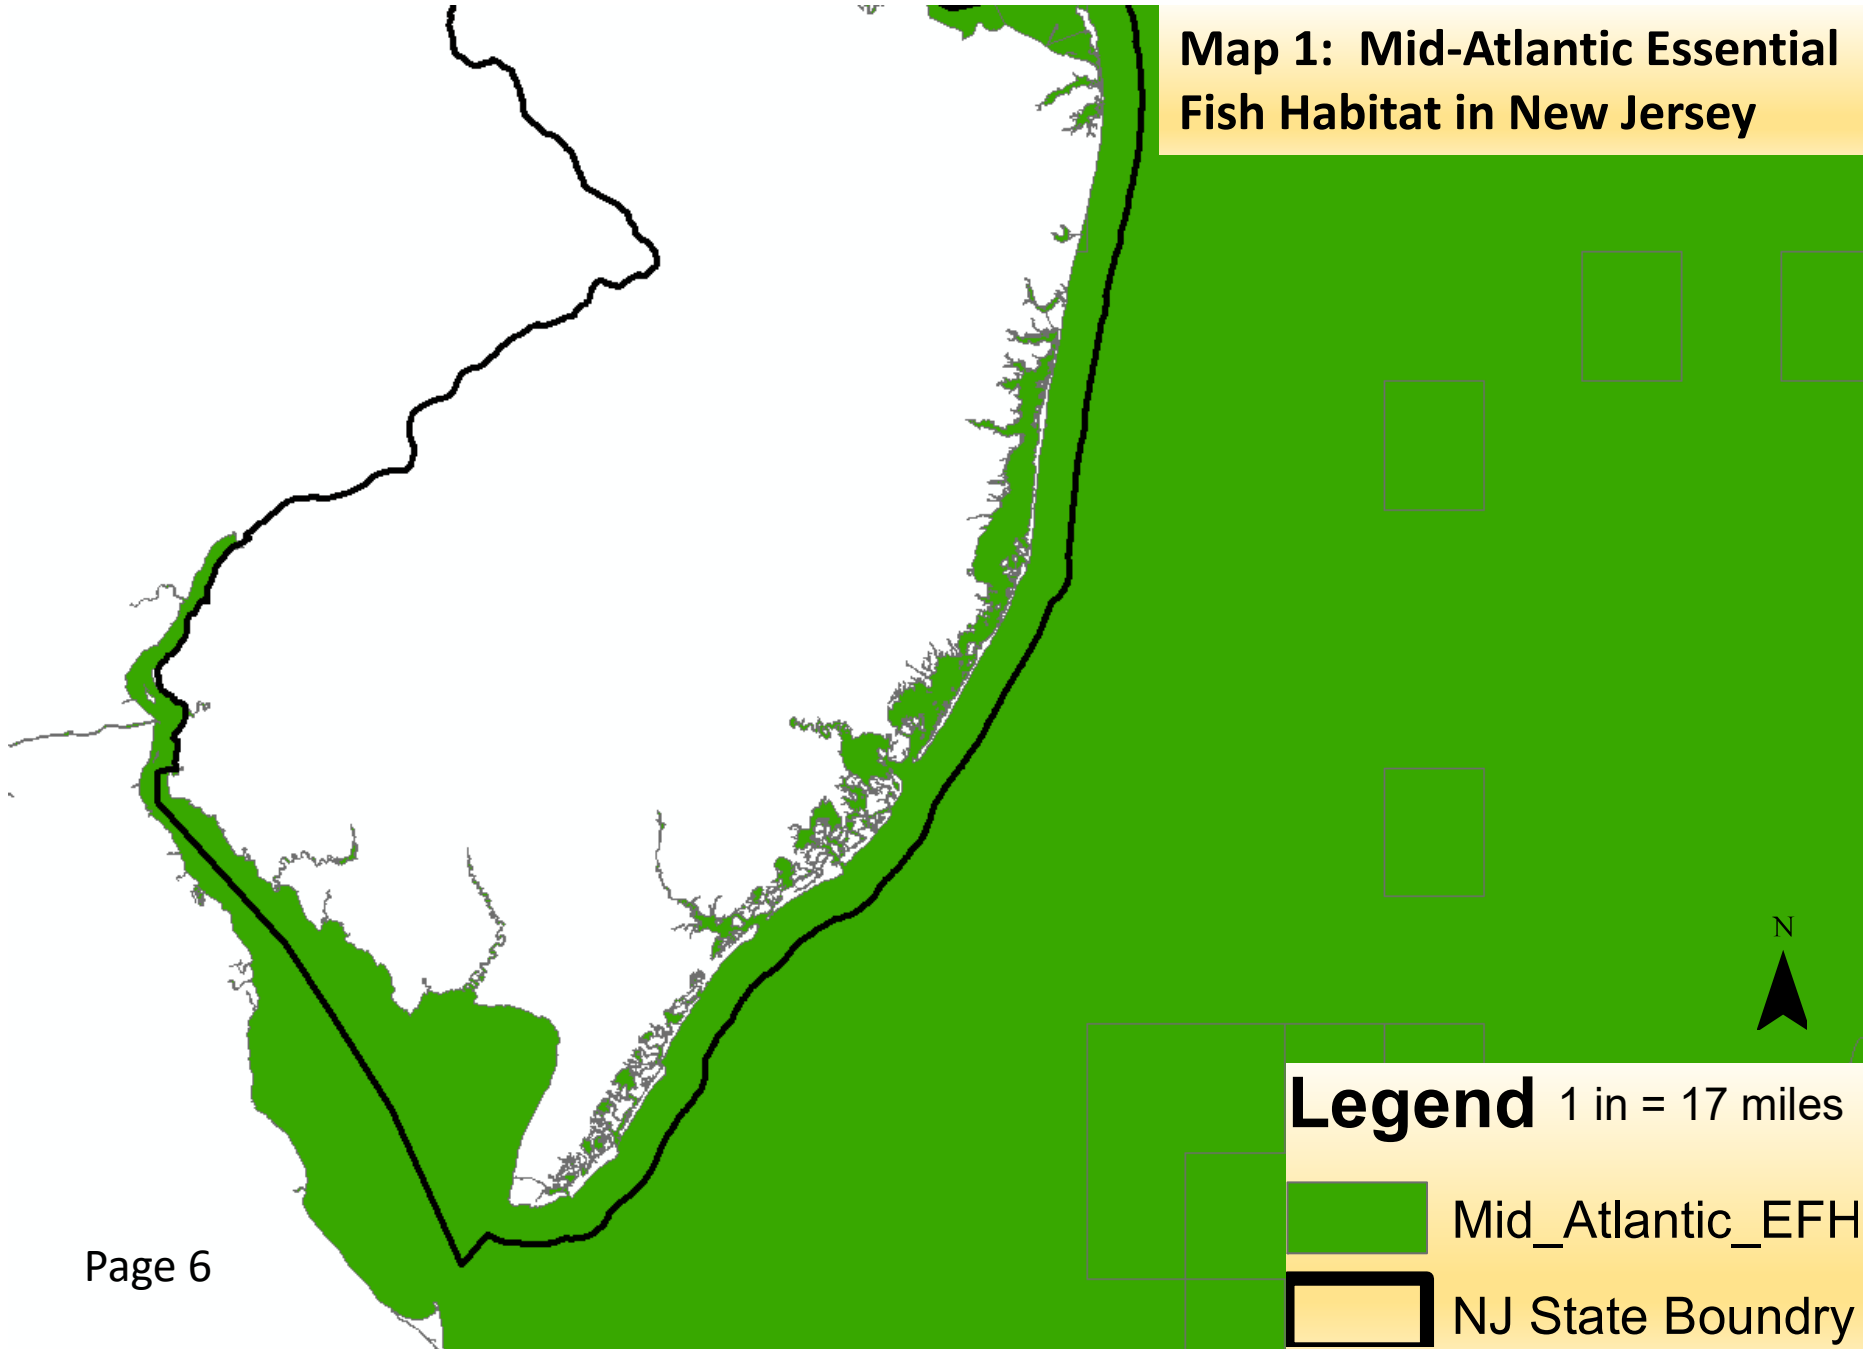 Map 1: Mid-Atlantic Essential
Fish Habitat in New Jersey
N
Legend 1 in = 17 miles
Mid_Atlantic_EFH
NJ State Boundry
Page 6